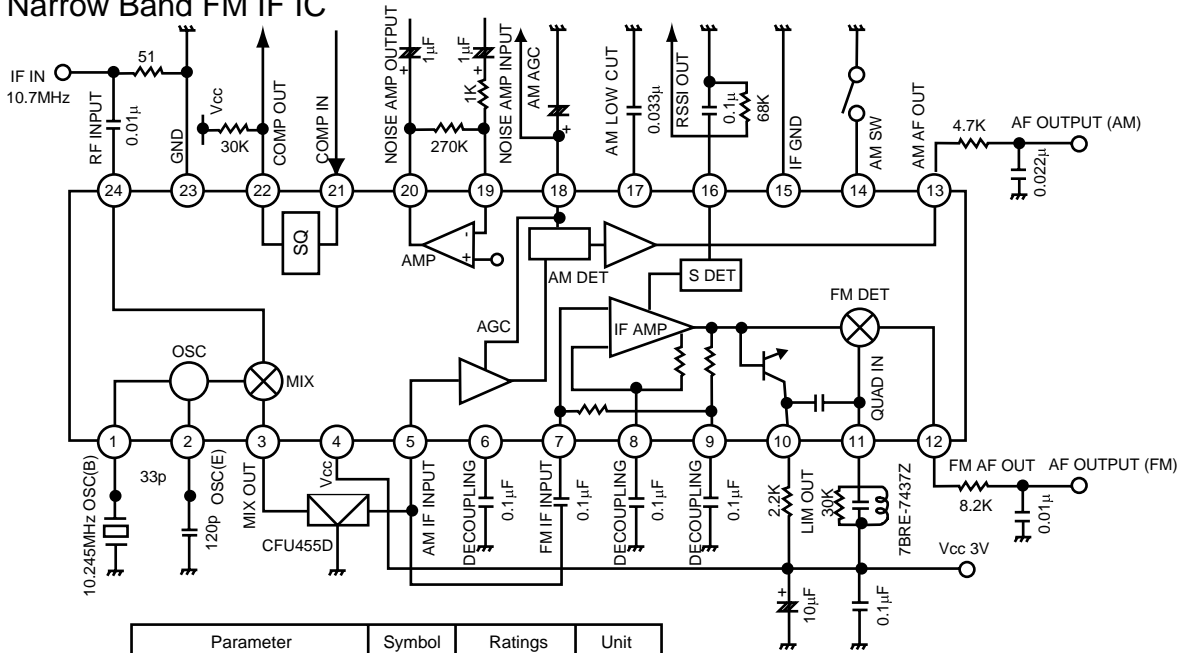 Narrow Band FM IF IC
IF IN
10.7MHz
51
RF INPUT
0.01µ
GND
Vcc
30K
COMP OUT
COMP IN
NOISE AMP OUTPUT
1µF
+
270K
1µF
+
1K
NOISE AMP INPUT
AM AGC
+
AM LOW CUT
0.033µ
RSSI OUT
0.1µ
68K
IF GND
AM SW
AM AF OUT
4.7K
AF OUTPUT (AM)
0.022µ
24
23
22
21
20
19
18
17
16
15
14
13
SQ
AMP
-
+
AM DET
S DET
FM DET
AGC
IF AMP
OSC
MIX
QUAD IN
1
2
3
4
5
6
7
8
9
10
11
12
10.245MHz OSC(B)
33p
120p
OSC(E)
MIX OUT
Vcc
CFU455D
AM IF INPUT
DECOUPLING
0.1µF
FM IF INPUT
0.1µF
DECOUPLING
0.1µF
DECOUPLING
0.1µF
2.2K
LIM OUT
30K
7BRE-7437Z
FM AF OUT
8.2K
AF OUTPUT (FM)
0.01µ
Vcc 3V
+
10µF
0.1µF
Parameter Symbol Ratings Unit